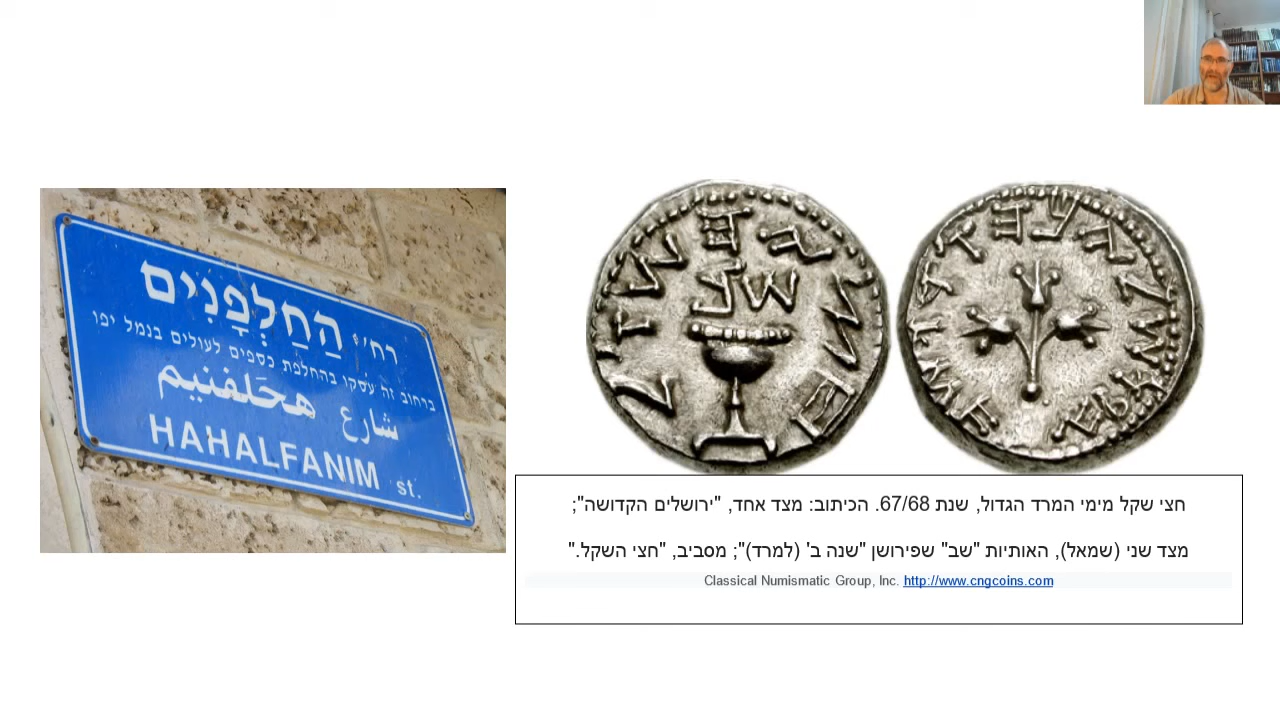 רח' הַחַלְפָנִים
ברחוב זה עסקו בהחלפת כספים לעולים בנמל יפו
شارع هحَلفنيم
HAHALFANIM st.
חצי שקל מימי המרד הגדול, שנת 67/68. הכיתוב: מצד אחד, "ירושלים הקדושה";
מצד שני (שמאל), האותיות "שב" שפירושן "שנה ב' (למרד)"; מסביב, "חצי השקל."
Classical Numismatic Group, Inc. http://www.cngcoins.com